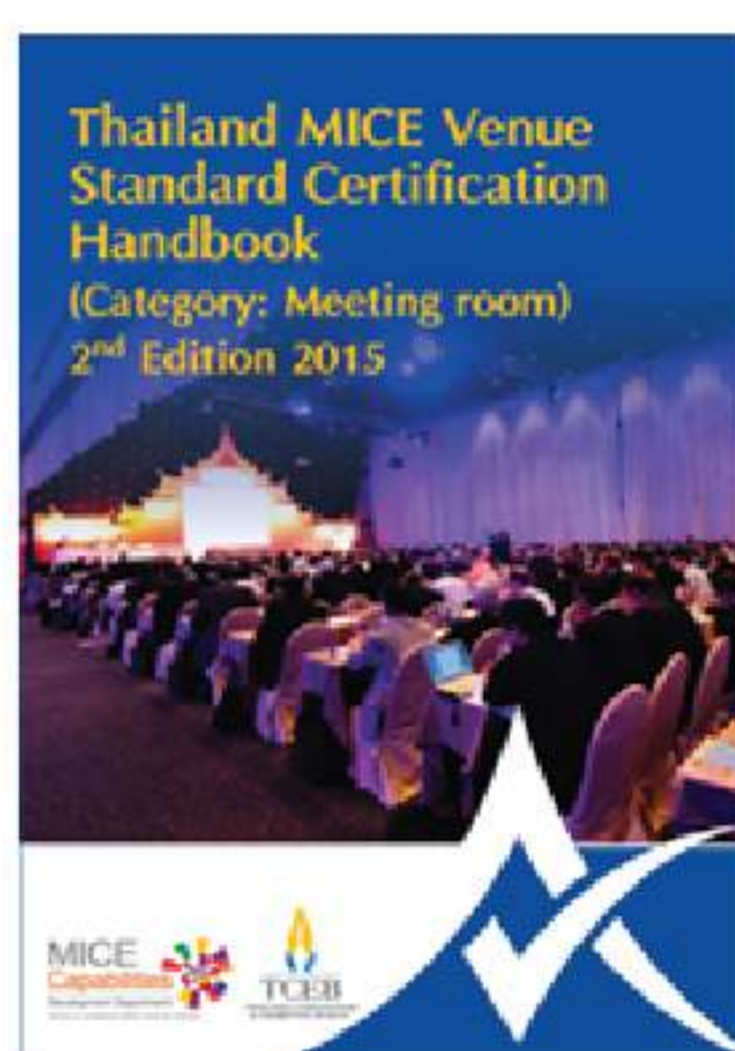 Thailand MICE Venue
Standard Certification
Handbook
(Category: Meeting room)
2nd Edition 2015
MICE
Capabilities
Development Department
TCEB